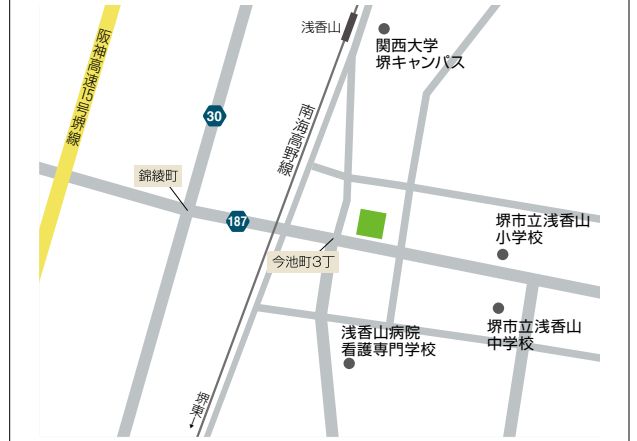 浅香山
関西大学
堺キャンパス
阪神高速15号堺線
30
南海高野線
錦綾町
187
堺市立浅香山
小学校
今池町3丁
堺市立浅香山
中学校
浅香山病院
看護専門学校
堺東→